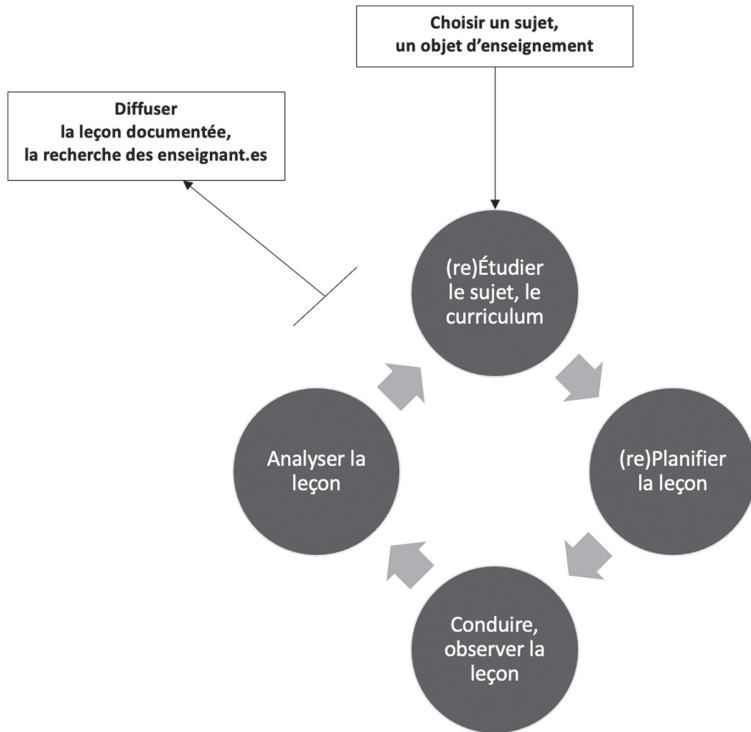 Choisir un sujet,
un objet d’enseignement
Diffuser
la leçon documentée,
la recherche des enseignant.es
(re)Étudier
le sujet, le
curriculum
(re)Planifier
la leçon
Conduire,
observer la
leçon
Analyser la
leçon